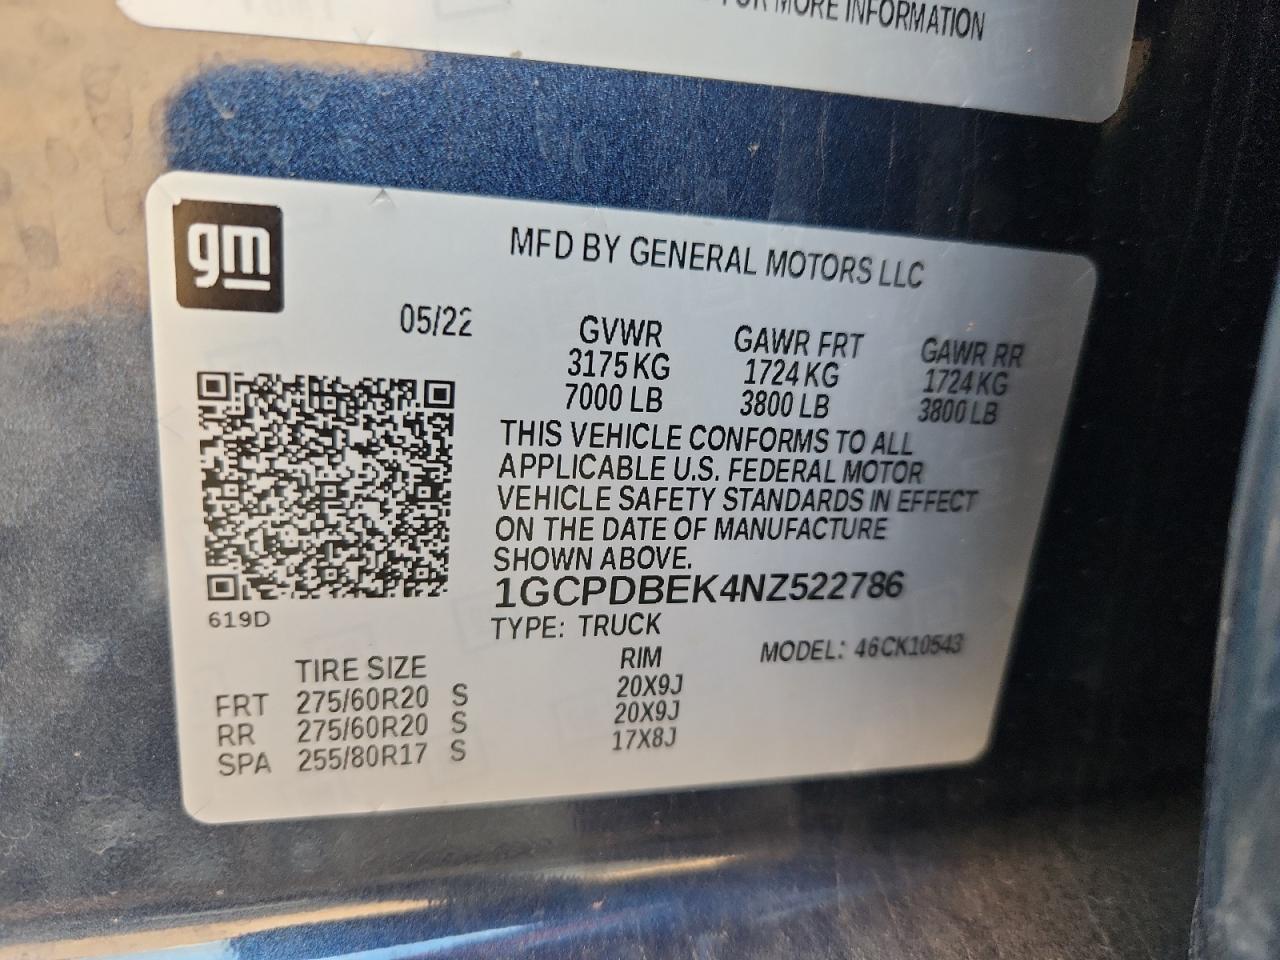 FOR MORE INFORMATION
gm
MFD BY GENERAL MOTORS LLC
05/22
GVWR GAWR FRT GAWR RR
3175 KG 1724 KG 1724 KG
7000 LB 3800 LB 3800 LB
THIS VEHICLE CONFORMS TO ALL
APPLICABLE U.S. FEDERAL MOTOR
VEHICLE SAFETY STANDARDS IN EFFECT
ON THE DATE OF MANUFACTURE
SHOWN ABOVE.
1GCPDBEK4NZ522786
619D
TYPE: TRUCK
MODEL: 46CK10543
TIRE SIZE RIM
FRT 275/60R20 S 20X9J
RR 275/60R20 S 20X9J
SPA 255/80R17 S 17X8J